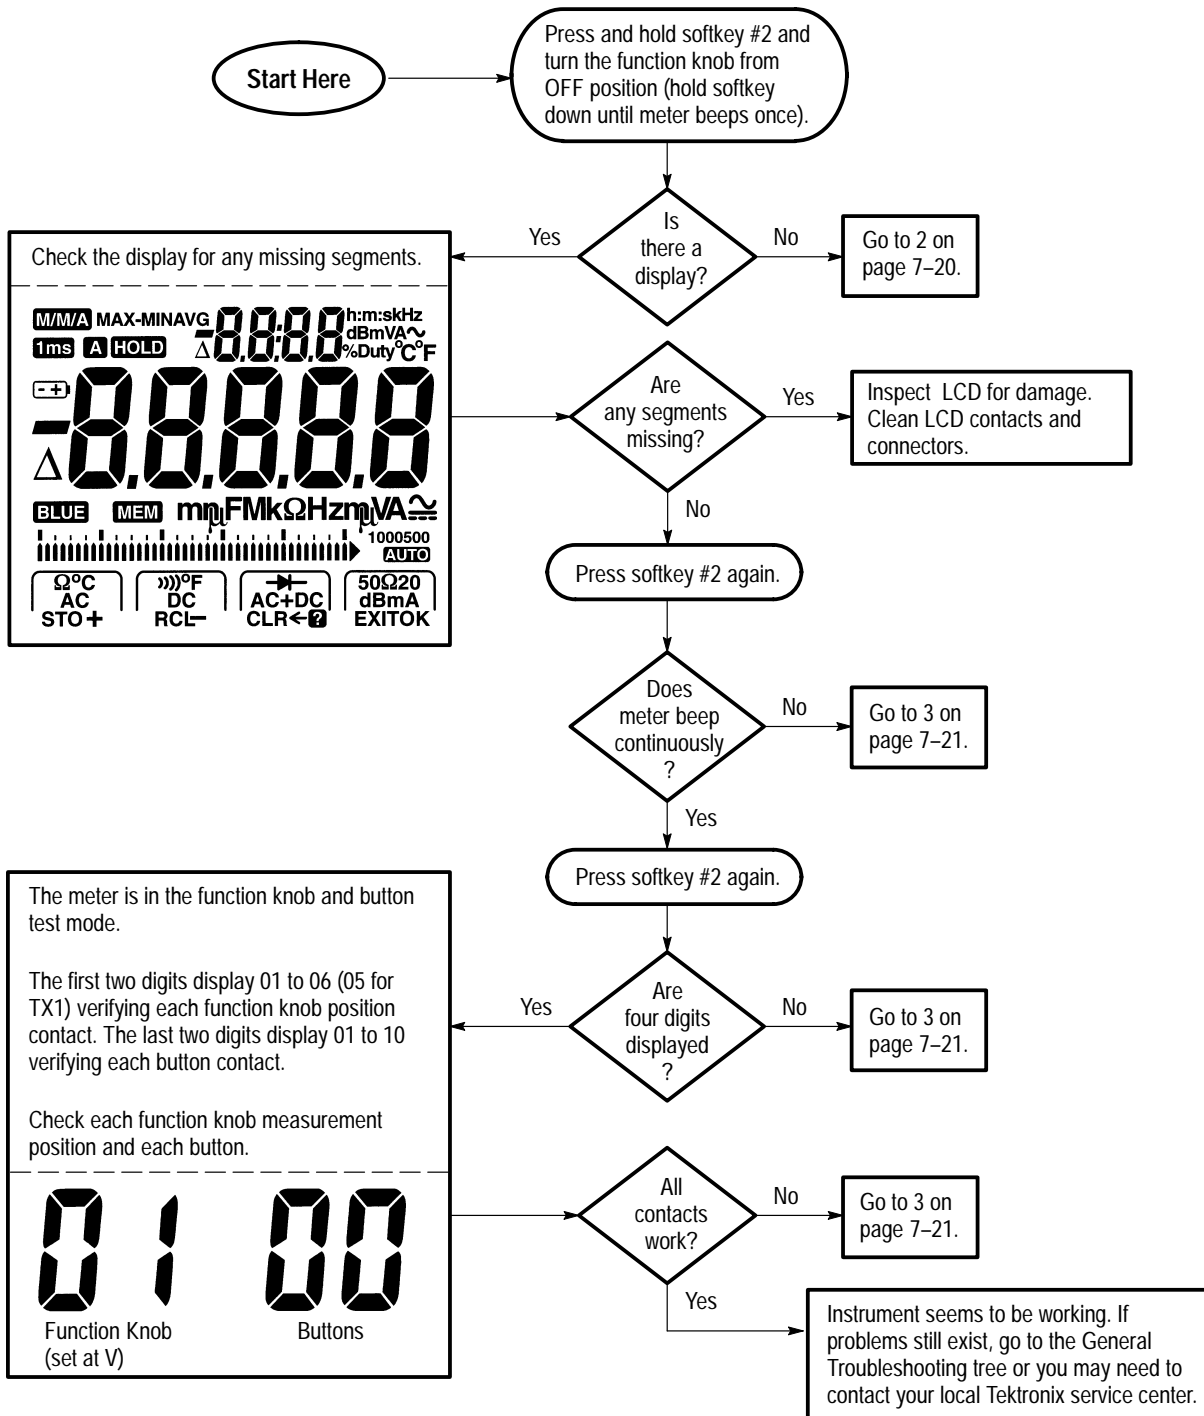 Start Here
Press and hold softkey #2 and
turn the function knob from
OFF position (hold softkey
down until meter beeps once).
Is
there a
display?
Yes
No
Go to 2 on
page 7–20.
Check the display for any missing segments.
M/M/A MAX-MINAVG -8.8:8.8 h:m:skHz
dBmVA~
1ms A HOLD Δ %Duty°C°F
- +
Δ 8.8.8.8.8
BLUE MEM mnµFMkΩHzmµVA
1000500
AUTO
Ω°C
AC
STO+
))))°F
DC
RCL–
AC+DC
CLR←?
50Ω20
dBmA
EXITOK
Are
any segments
missing?
Yes
Inspect LCD for damage.
Clean LCD contacts and
connectors.
No
Press softkey #2 again.
Does
meter beep
continuously
?
No
Go to 3 on
page 7–21.
Yes
Press softkey #2 again.
Are
four digits
displayed
?
Yes
No
Go to 3 on
page 7–21.
The meter is in the function knob and button
test mode.
The first two digits display 01 to 06 (05 for
TX1) verifying each function knob position
contact. The last two digits display 01 to 10
verifying each button contact.
Check each function knob measurement
position and each button.
01 00
Function Knob
(set at V)
Buttons
All
contacts
work?
No
Go to 3 on
page 7–21.
Yes
Instrument seems to be working. If
problems still exist, go to the General
Troubleshooting tree or you may need to
contact your local Tektronix service center.